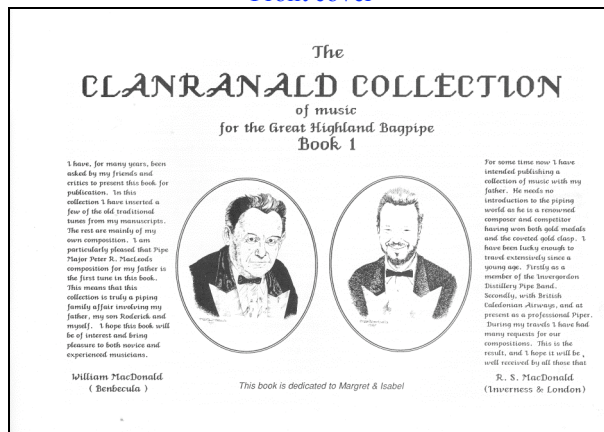 Front cover
The
CLANRANALD COLLECTION
of music
for the Great Highland Bagpipe
Book 1
I have, for many years, been
asked by my friends and
critics to present this book for
publication. In this
collection I have inserted a
few of the old traditional
tunes from my manuscripts.
The rest are mainly of my
own composition. I am
particularly pleased that Pipe
Major Peter R. MacLeods
composition for my father is
the first tune in this book.
This means that this
collection is truly a piping
family affair involving my
father, my son Roderick and
myself. I hope this book will
be of interest and bring
pleasure to both novice and
experienced musicians.
William MacDonald
( Benbecula )
This book is dedicated to Margret & Isabel
For some time now I have
intended publishing a
collection of music with my
father. He needs no
introduction to the piping
world as he is a renowned
composer and competitor
having won both gold medals
and the coveted gold clasp. I
have been lucky enough to
travel extensively since a
young age. Firstly as a
member of the Invergordon
Distillery Pipe Band.
Secondly, with British
Caledonian Airways, and at
present as a professional Piper.
During my travels I have had
many requests for our
compositions. This is the
result, and I hope it will be
well received by all those that
R. S. MacDonald
(Inverness & London)